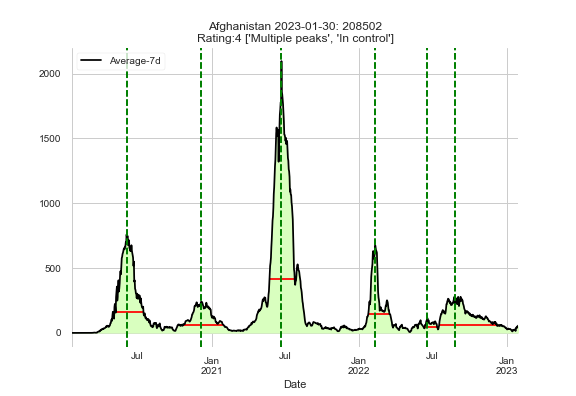 Afghanistan 2023-01-30: 208502
Rating:4 ['Multiple peaks', 'In control']
Average-7d
2000
1500
1000
500
0
Jul Jan Jul Jan Jul Jan
2021 2022 2023
Date